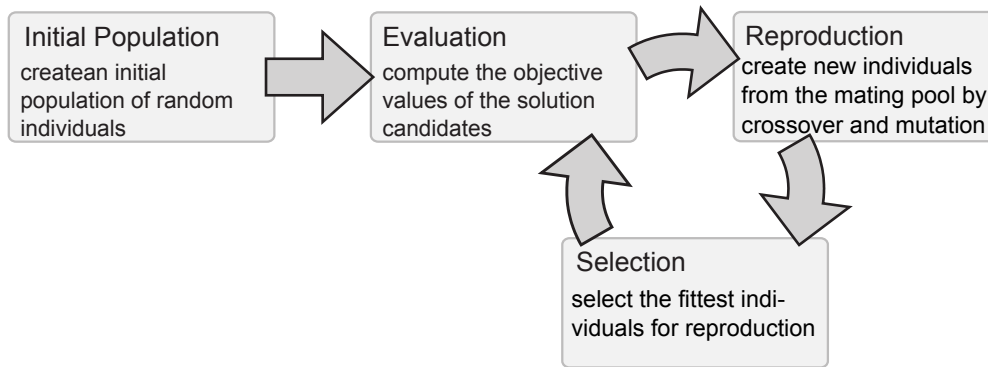 Initial Population
createan initial
population of random
individuals
Evaluation
compute the objective
values of the solution
candidates
Reproduction
create new individuals
from the mating pool by
crossover and mutation
Selection
select the fittest indi-
viduals for reproduction